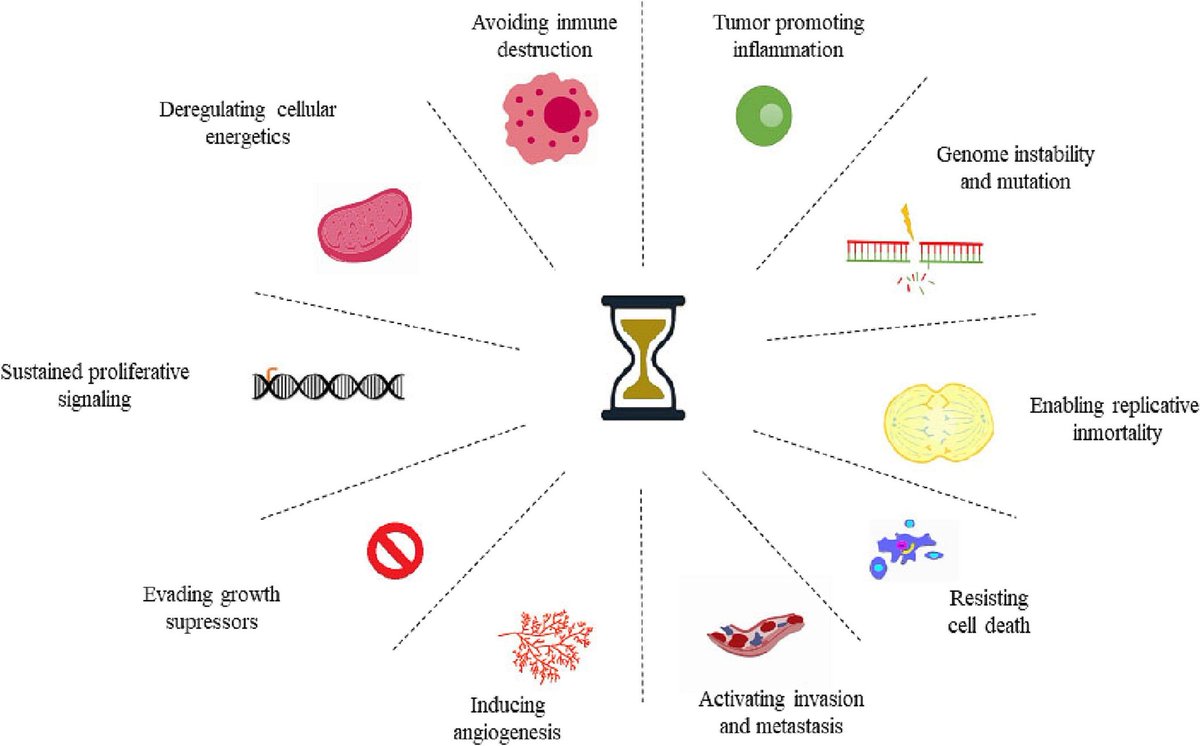 Avoiding inmune
destruction
Tumor promoting
inflammation
Deregulating cellular
energetics
Genome instability
and mutation
Sustained proliferative
signaling
Enabling replicative
inmortality
Evading growth
supressors
Resisting
cell death
Inducing
angiogenesis
Activating invasion
and metastasis